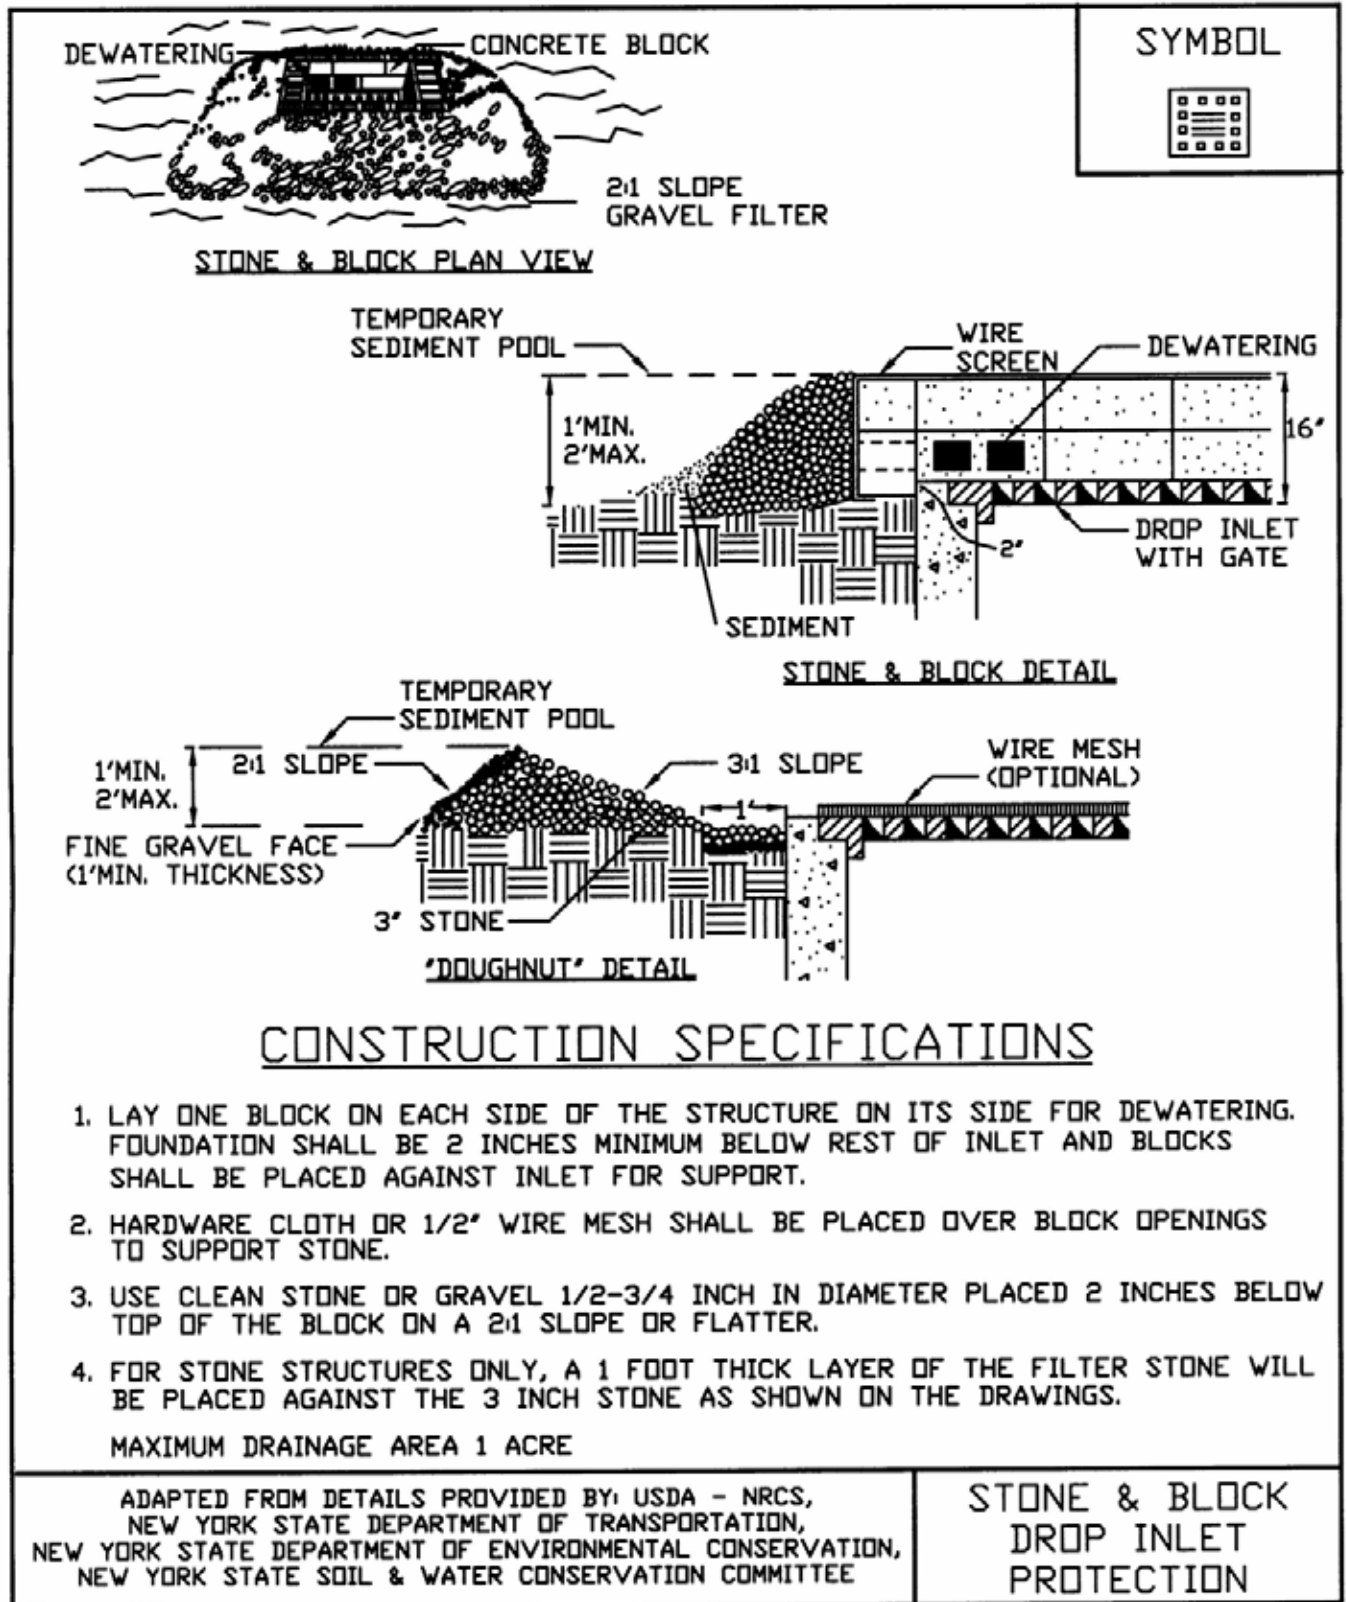 SYMBOL
DEWATERING
CONCRETE BLOCK
2:1 SLOPE
GRAVEL FILTER
STONE & BLOCK PLAN VIEW
TEMPORARY
SEDIMENT POOL
WIRE
SCREEN
DEWATERING
1'MIN.
2'MAX.
16"
2"
DROP INLET
WITH GATE
SEDIMENT
STONE & BLOCK DETAIL
TEMPORARY
SEDIMENT POOL
2:1 SLOPE
3:1 SLOPE
WIRE MESH
(OPTIONAL)
1'MIN.
2'MAX.
1'
FINE GRAVEL FACE
(1'MIN. THICKNESS)
3" STONE
"DOUGHNUT" DETAIL
CONSTRUCTION SPECIFICATIONS
1. LAY ONE BLOCK ON EACH SIDE OF THE STRUCTURE ON ITS SIDE FOR DEWATERING.
FOUNDATION SHALL BE 2 INCHES MINIMUM BELOW REST OF INLET AND BLOCKS
SHALL BE PLACED AGAINST INLET FOR SUPPORT.
2. HARDWARE CLOTH OR 1/2" WIRE MESH SHALL BE PLACED OVER BLOCK OPENINGS
TO SUPPORT STONE.
3. USE CLEAN STONE OR GRAVEL 1/2-3/4 INCH IN DIAMETER PLACED 2 INCHES BELOW
TOP OF THE BLOCK ON A 2:1 SLOPE OR FLATTER.
4. FOR STONE STRUCTURES ONLY, A 1 FOOT THICK LAYER OF THE FILTER STONE WILL
BE PLACED AGAINST THE 3 INCH STONE AS SHOWN ON THE DRAWINGS.
MAXIMUM DRAINAGE AREA 1 ACRE
ADAPTED FROM DETAILS PROVIDED BY: USDA - NRCS,
NEW YORK STATE DEPARTMENT OF TRANSPORTATION,
NEW YORK STATE DEPARTMENT OF ENVIRONMENTAL CONSERVATION,
NEW YORK STATE SOIL & WATER CONSERVATION COMMITTEE
STONE & BLOCK
DROP INLET
PROTECTION